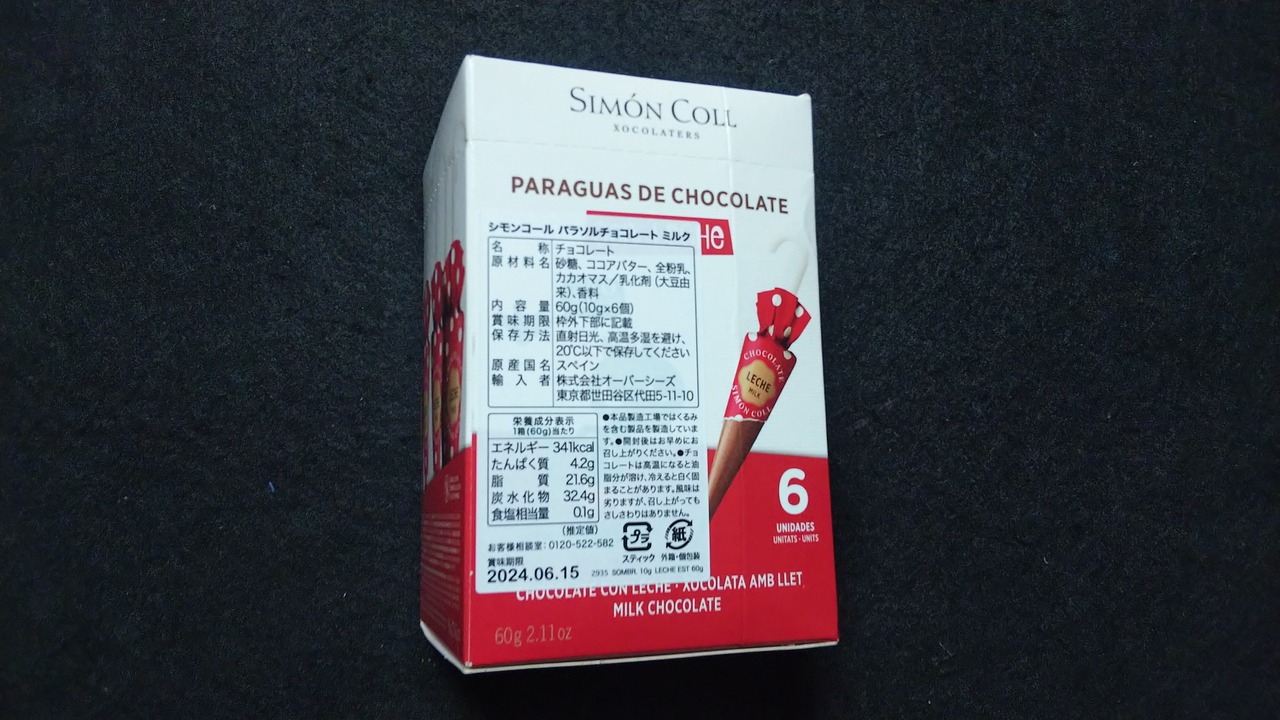 SIMÓN COLL
XOCOLATERS
PARAGUAS DE CHOCOLATE
シモンコール パラソルチョコレート ミルク
名 称 チョコレート
原材料名 砂糖、ココアバター、全粉乳、
カカオマス／乳化剤（大豆由
来）、香料
内容量 60g(10g×6個)
賞味期限 枠外下部に記載
保存方法 直射日光、高温多湿を避け、
20℃以下で保存してください
原産国名 スペイン
輸入者 株式会社オーバーシーズ
東京都世田谷区代田5-11-10
栄養成分表示
1箱(60g)当たり
エネルギー 341kcal
たんぱく質 4.2g
脂質 21.6g
炭水化物 32.4g
食塩相当量 0.1g
(推定値)
●本品製造工場ではくるみ
を含む製品を製造していま
す。●開封後はお早めにお
召し上がりください。●チョ
コレートは高温になると油
脂分が溶け、冷えると白く固
まることがあります。風味は
劣りますが、召し上がっても
さしさわりはありません。
お客様相談室：0120-522-582
プラ
スティック
紙
外箱・個包装
賞味期限
2024.06.15
2935 SOMBR. 10g LECHE EST 60g
CHOCOLATE
LECHE
MILK
SIMÓN COLL
6
UNIDADES
UNITATS · UNITS
CHOCOLATE CON LECHE · XOCOLATA AMB LLET
MILK CHOCOLATE
60g 2.11oz